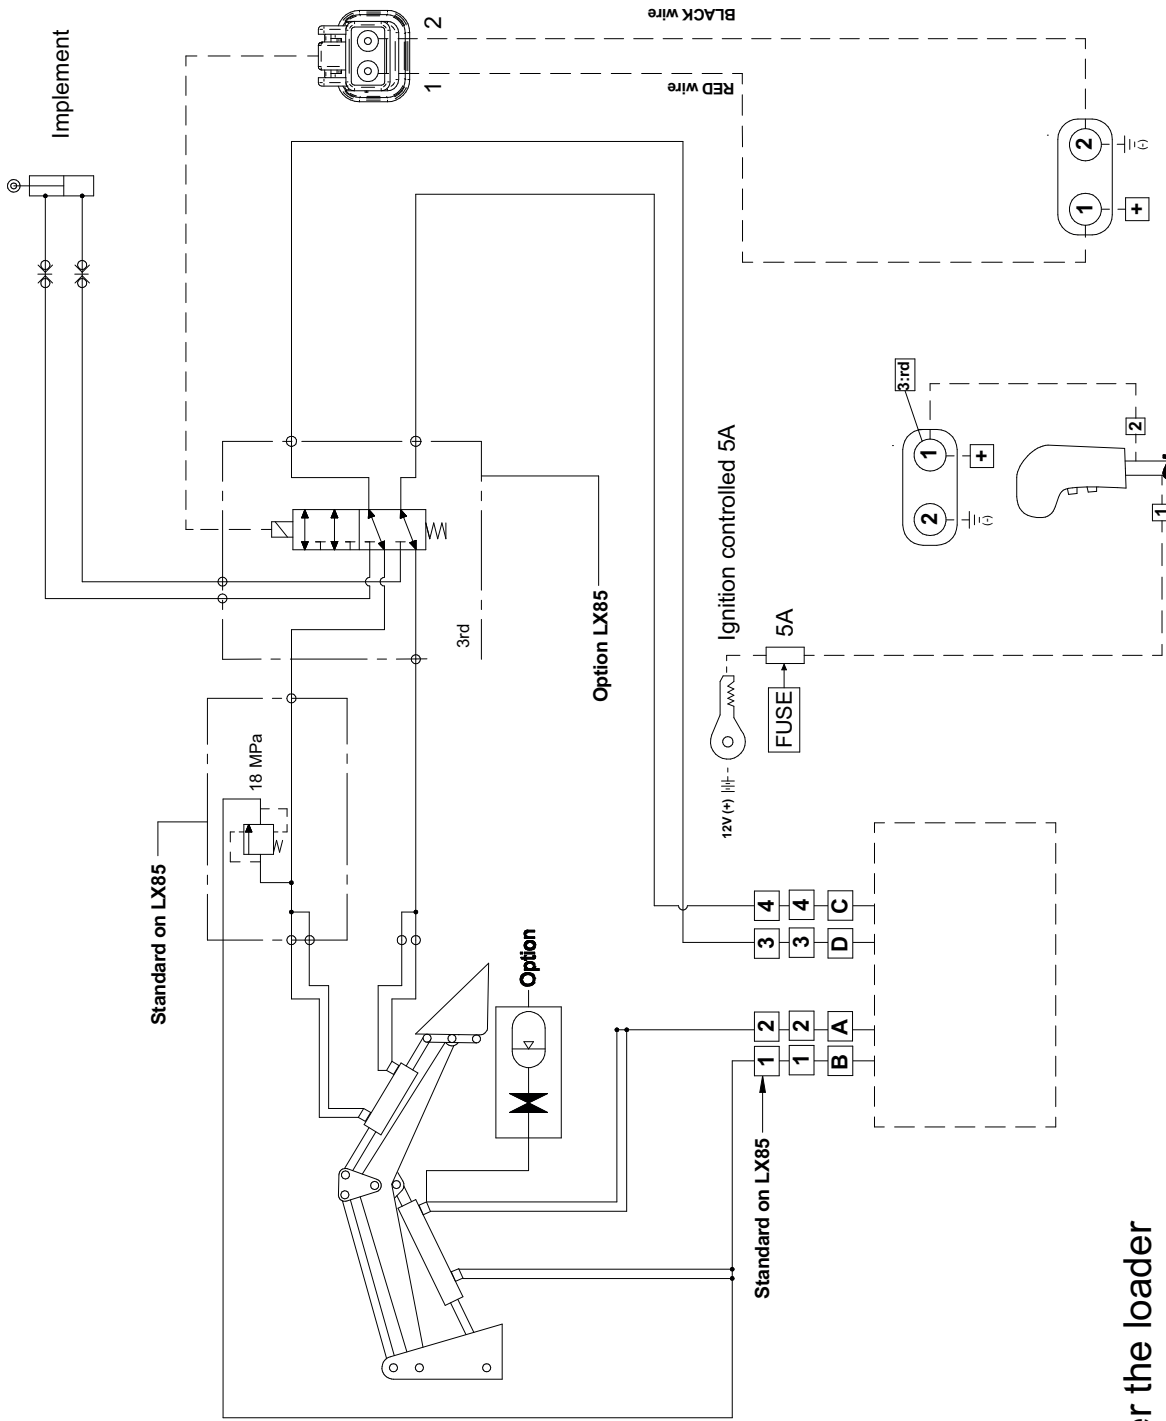 Implement
2
1
BLACK wire
RED wire
2
1
+
(-)
3:rd
1
2
+
(-)
2
1
3rd
Option LX85
Ignition controlled 5A
5A
FUSE
12V (+)
18 MPa
Standard on LX85
Option
4
4
C
3
3
D
2
2
A
1
1
B
Standard on LX85
er the loader